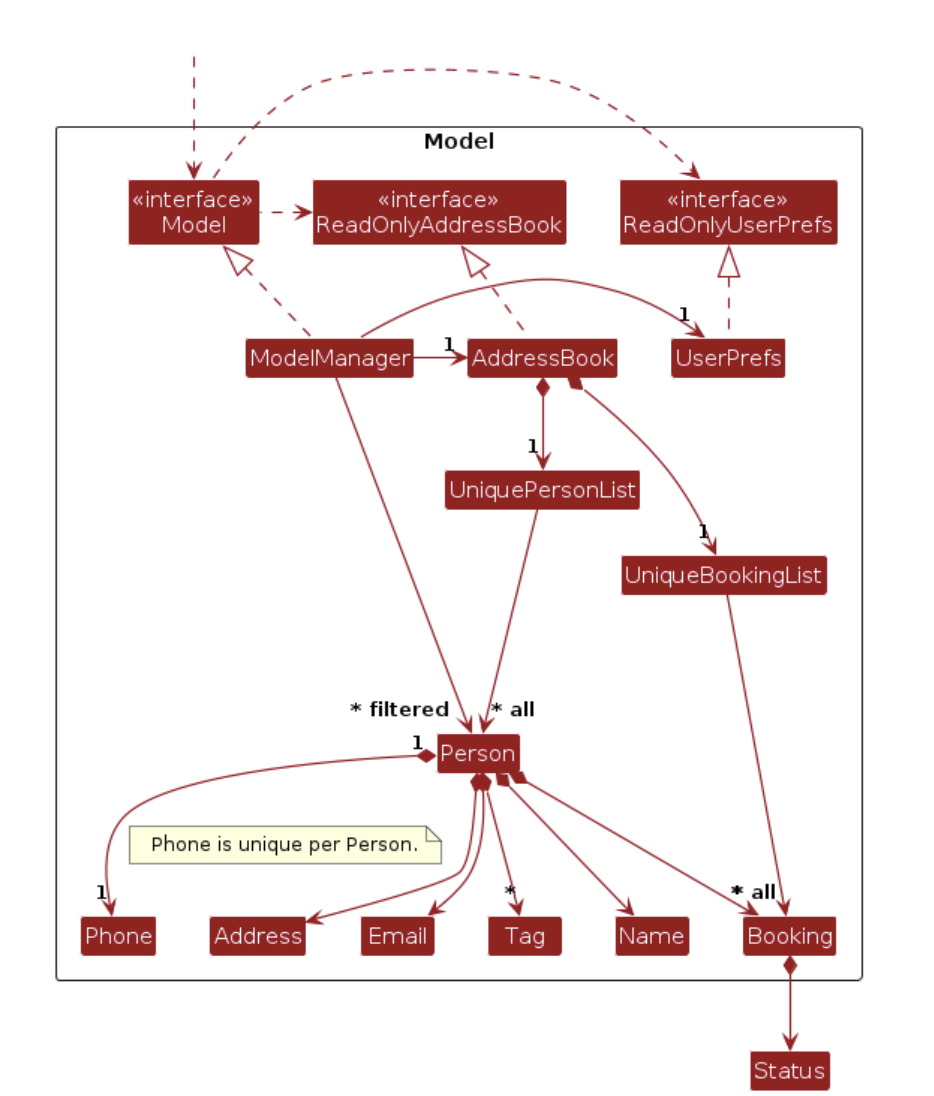 Model
«interface»
Model
«interface»
ReadOnlyAddressBook
«interface»
ReadOnlyUserPrefs
1
1
ModelManager
AddressBook
UserPrefs
1
UniquePersonList
1
UniqueBookingList
* filtered
* all
1
Person
Phone is unique per Person.
1
*
* all
Phone
Address
Email
Tag
Name
Booking
Status